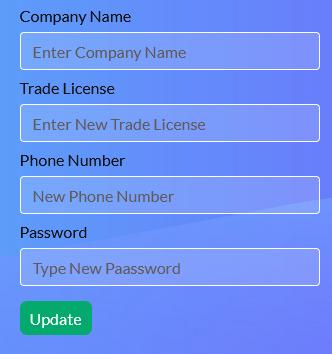 Company Name
Enter Company Name
Trade License
Enter New Trade License
Phone Number
New Phone Number
Password
Type New Paassword
Update